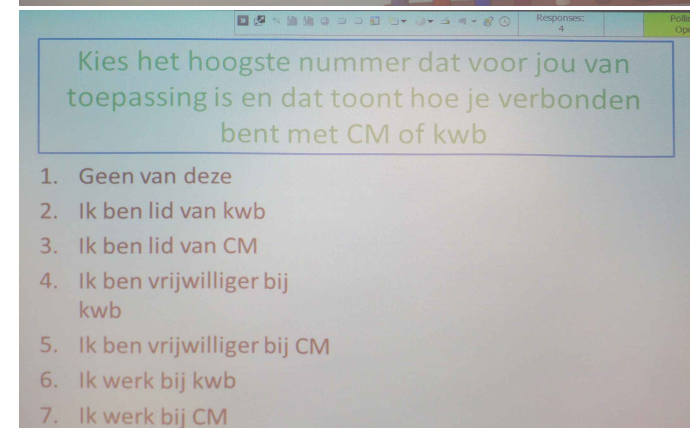 Responses:
4
Kies het hoogste nummer dat voor jou van
toepassing is en dat toont hoe je verbonden
bent met CM of kwb
1. Geen van deze
2. Ik ben lid van kwb
3. Ik ben lid van CM
4. Ik ben vrijwilliger bij
kwb
5. Ik ben vrijwilliger bij CM
6. Ik werk bij kwb
7. Ik werk bij CM